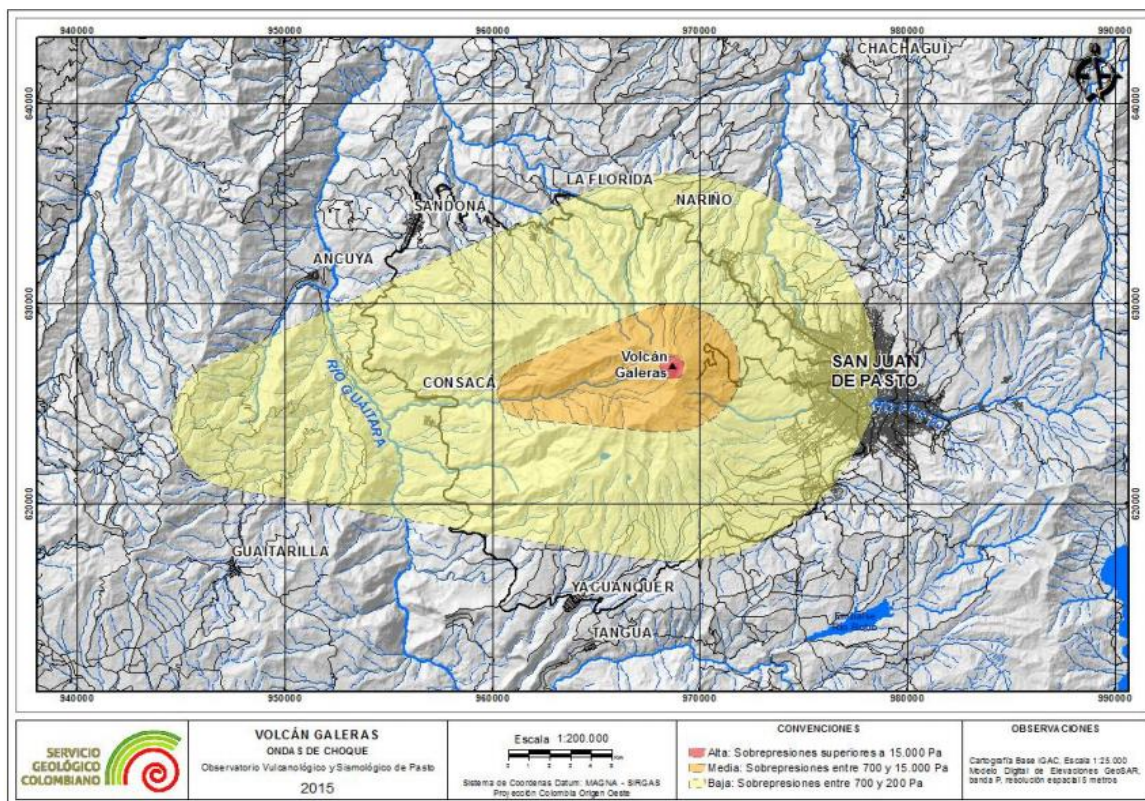 940000 950000 960000 970000 980000 990000
640000
640000
CHACHAGÜI
LA FLORIDA
NARIÑO
SANDONA
ANCUYA
630000
630000
Volcán
Galeras
SAN JUAN
DE PASTO
CONSACÁ
RIO GUAITARA
620000
620000
GUAITARILLA
YACUANQUER
TANGUA
940000 950000 960000 970000 980000 990000
SERVICIO
GEOLÓGICO
COLOMBIANO
VOLCÁN GALERAS
ONDAS DE CHOQUE
Observatorio Vulcanológico y Sismológico de Pasto
2015
Escala 1:200.000
Sistema de Coordenas Datum: MAGNA - SIRGAS
Projección Colombia Origen Oeste
CONVENCIONES
Alta: Sobrepresiones superiores a 15.000 Pa
Media: Sobrepresiones entre 700 y 15.000 Pa
Baja: Sobrepresiones entre 700 y 200 Pa
OBSERVACIONES
Cartografía Base IGAC, Escala 1:25.000
Modelo Digital de Elevaciones GeoSAR,
banda P, resolución espacial 5 metros